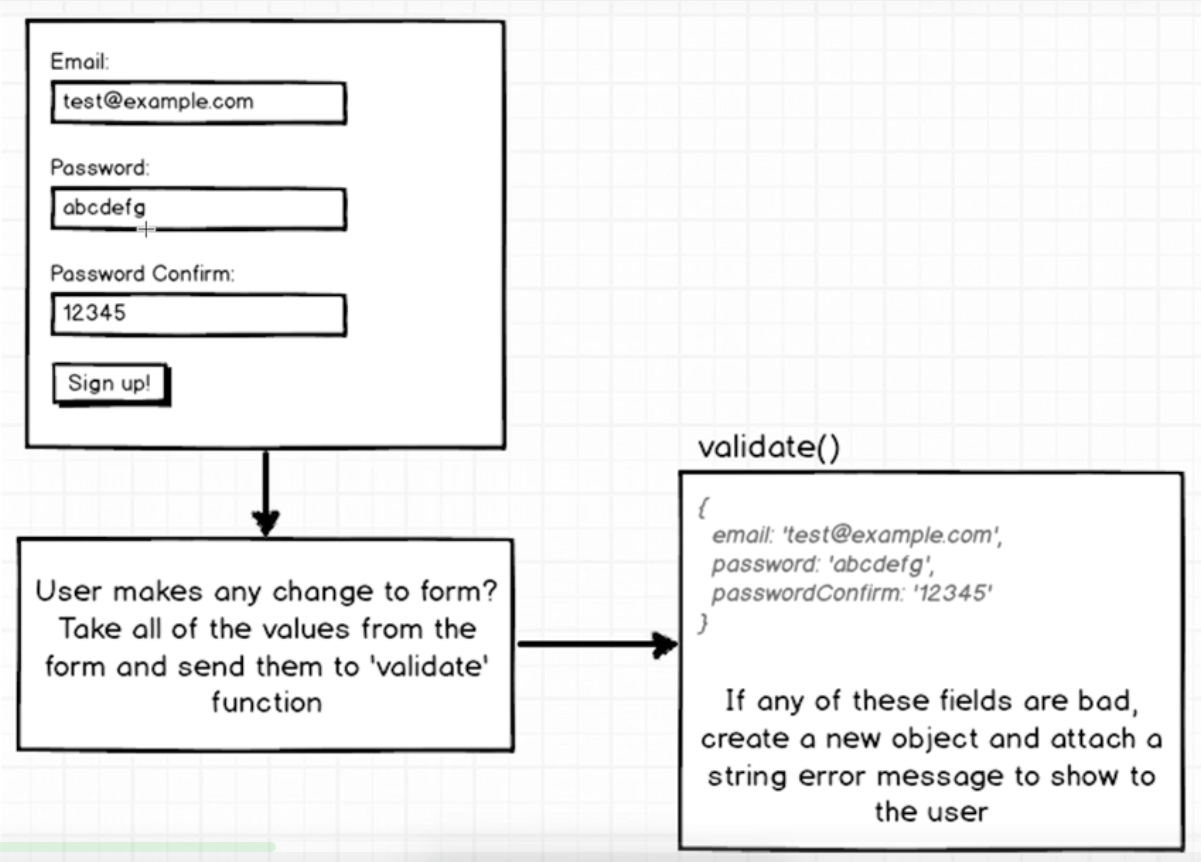 Email:
test@example.com
Password:
abcdefg
Password Confirm:
12345
Sign up!
User makes any change to form?
Take all of the values from the
form and send them to 'validate'
function
validate()
{
email: 'test@example.com',
password: 'abcdefg',
passwordConfirm: '12345'
}
If any of these fields are bad,
create a new object and attach a
string error message to show to
the user